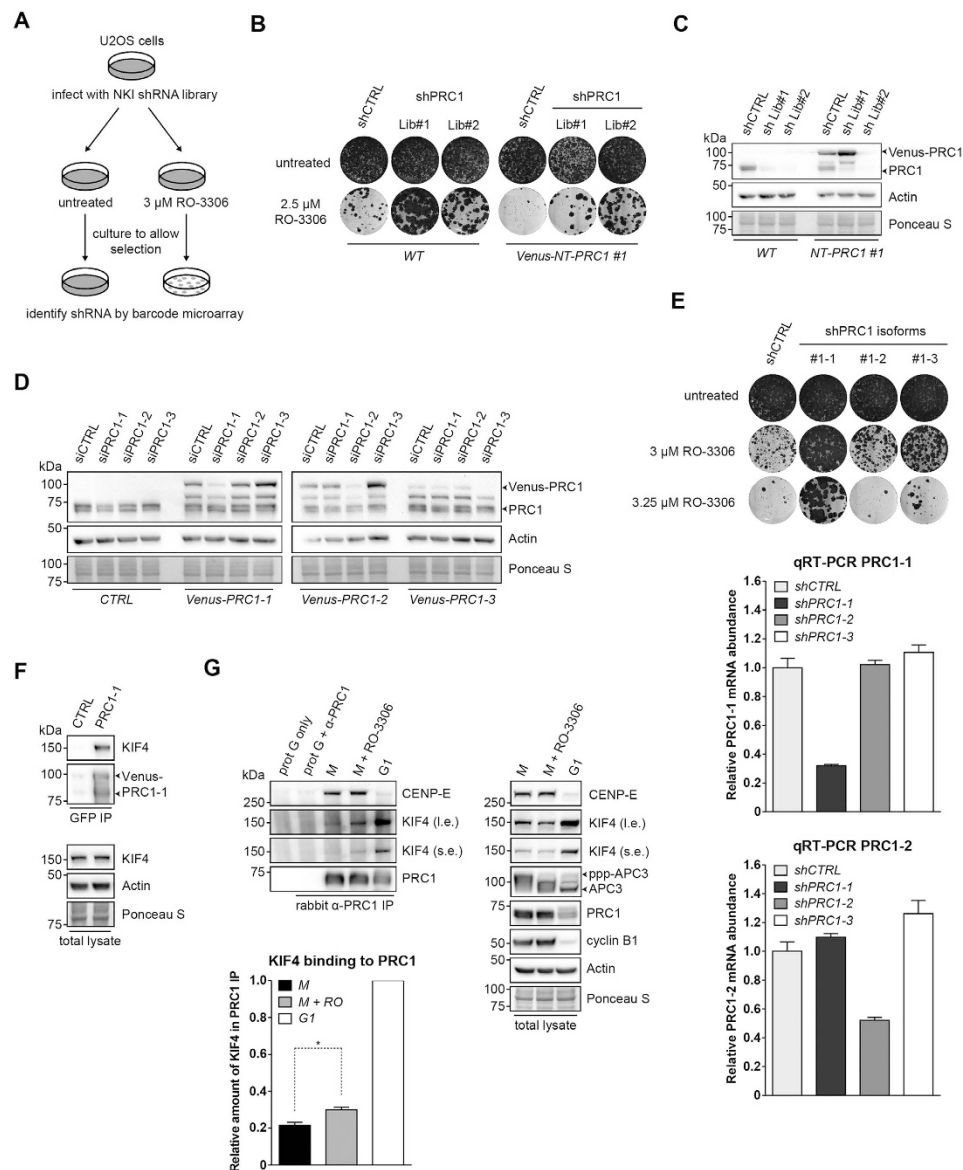 A
U2OS cells
infect with NKI shRNA library
untreated
3 µM RO-3306
culture to allow
selection
identify shRNA by barcode microarray
B
shCTRL
shPRC1
Lib#1
Lib#2
shCTRL
shPRC1
Lib#1
Lib#2
untreated
2.5 µM
RO-3306
WT
Venus-NT-PRC1 #1
C
shCTRL
sh Lib#1
sh Lib#2
shCTRL
sh Lib#1
sh Lib#2
kDa
100
75
Venus-PRC1
PRC1
50
Actin
100
75
Ponceau S
WT
NT-PRC1 #1
D
siCTRL
siPRC1-1
siPRC1-2
siPRC1-3
siCTRL
siPRC1-1
siPRC1-2
siPRC1-3
siCTRL
siPRC1-1
siPRC1-2
siPRC1-3
siCTRL
siPRC1-1
siPRC1-2
siPRC1-3
kDa
100
75
Venus-PRC1
PRC1
50
Actin
100
75
Ponceau S
CTRL
Venus-PRC1-1
Venus-PRC1-2
Venus-PRC1-3
E
shCTRL
shPRC1 isoforms
#1-1
#1-2
#1-3
untreated
3 µM RO-3306
3.25 µM RO-3306
qRT-PCR PRC1-1
Relative PRC1-1 mRNA abundance
1.6
1.4
1.2
1.0
0.8
0.6
0.4
0.2
0
shCTRL
shPRC1-1
shPRC1-2
shPRC1-3
qRT-PCR PRC1-2
Relative PRC1-2 mRNA abundance
1.6
1.4
1.2
1.0
0.8
0.6
0.4
0.2
0
shCTRL
shPRC1-1
shPRC1-2
shPRC1-3
F
CTRL
PRC1-1
kDa
150
KIF4
100
75
Venus-
PRC1-1
GFP IP
150
KIF4
50
Actin
100
75
Ponceau S
total lysate
G
prot G only
prot G + α-PRC1
M
M + RO-3306
G1
kDa
250
CENP-E
150
KIF4 (l.e.)
150
KIF4 (s.e.)
75
PRC1
rabbit α-PRC1 IP
M
M + RO-3306
G1
250
CENP-E
150
KIF4 (l.e.)
150
KIF4 (s.e.)
100
ppp-APC3
APC3
75
PRC1
50
cyclin B1
50
Actin
100
75
Ponceau S
total lysate
KIF4 binding to PRC1
Relative amount of KIF4 in PRC1 IP
1.0
0.8
0.6
0.4
0.2
0
M
M + RO
G1
*